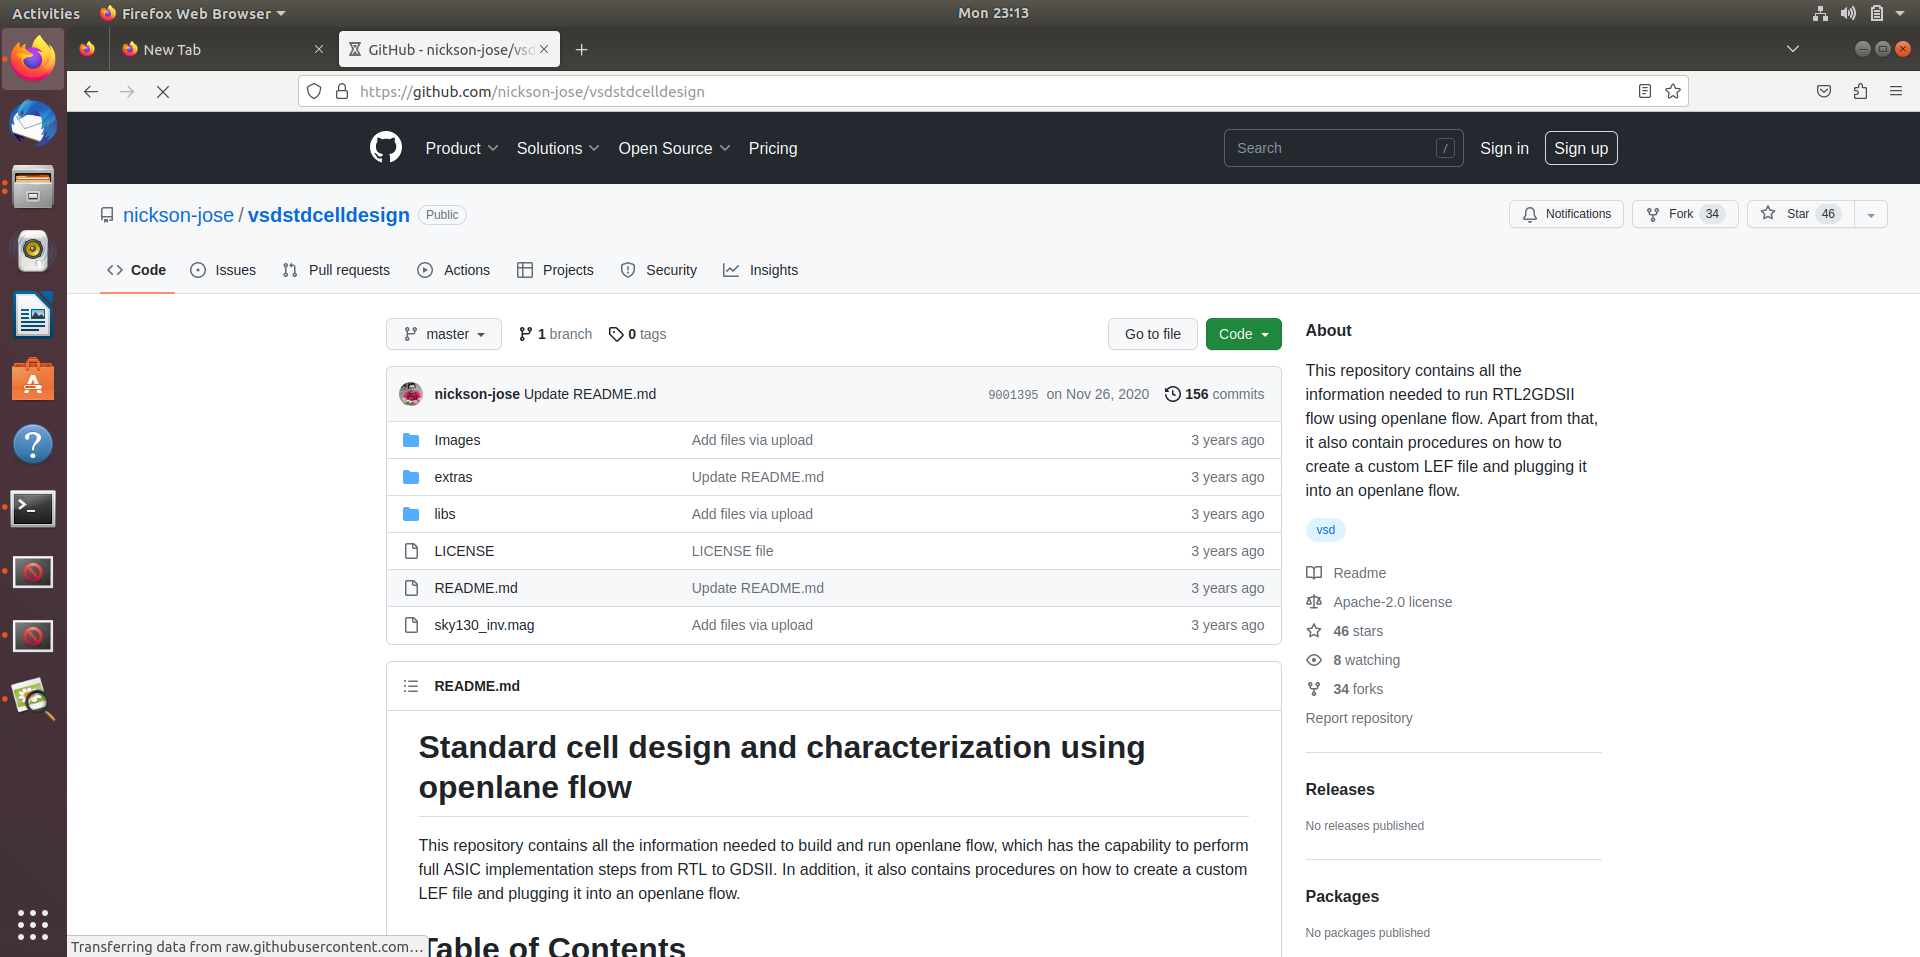 Activities Firefox Web Browser Mon 23:13
New Tab GitHub - nickson-jose/vsd
https://github.com/nickson-jose/vsdstdcelldesign
Product Solutions Open Source Pricing Search / Sign in Sign up
nickson-jose / vsdstdcelldesign Public Notifications Fork 34 Star 46
Code Issues Pull requests Actions Projects Security Insights
master 1 branch 0 tags Go to file Code
nickson-jose Update README.md 9001395 on Nov 26, 2020 156 commits
Images Add files via upload 3 years ago
extras Update README.md 3 years ago
libs Add files via upload 3 years ago
LICENSE LICENSE file 3 years ago
README.md Update README.md 3 years ago
sky130_inv.mag Add files via upload 3 years ago
README.md
Standard cell design and characterization using
openlane flow
This repository contains all the information needed to build and run openlane flow, which has the capability to perform
full ASIC implementation steps from RTL to GDSII. In addition, it also contains procedures on how to create a custom
LEF file and plugging it into an openlane flow.
Table of Contents
About
This repository contains all the
information needed to run RTL2GDSII
flow using openlane flow. Apart from that,
it also contain procedures on how to
create a custom LEF file and plugging it
into an openlane flow.
vsd
Readme
Apache-2.0 license
46 stars
8 watching
34 forks
Report repository
Releases
No releases published
Packages
No packages published
Transferring data from raw.githubusercontent.com…